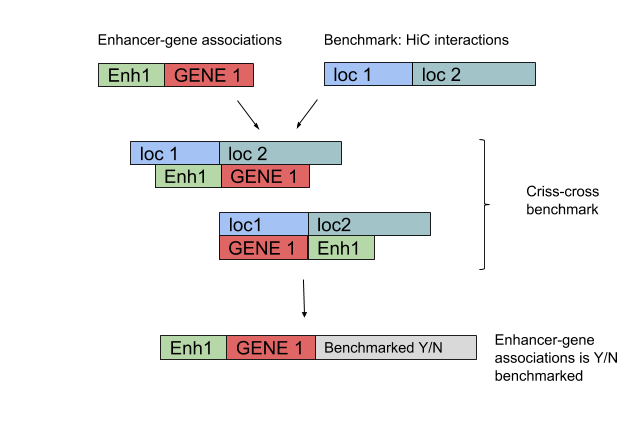 Enhancer-gene associations
Benchmark: HiC interactions
Enh1 GENE 1
loc 1 loc 2
loc 1 loc 2
Enh1 GENE 1
Criss-cross
benchmark
loc1 loc2
GENE 1 Enh1
Enh1 GENE 1 Benchmarked Y/N
Enhancer-gene
associations is Y/N
benchmarked